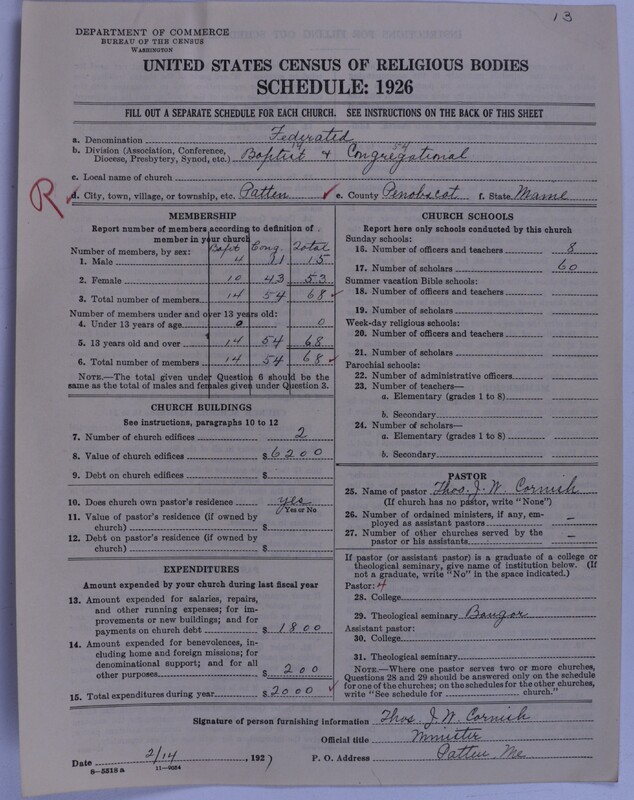 13
DEPARTMENT OF COMMERCE
BUREAU OF THE CENSUS
WASHINGTON
UNITED STATES CENSUS OF RELIGIOUS BODIES
SCHEDULE: 1926
FILL OUT A SEPARATE SCHEDULE FOR EACH CHURCH. SEE INSTRUCTIONS ON THE BACK OF THIS SHEET
a. Denomination Federated
14 54
b. Division (Association, Conference, Diocese, Presbytery, Synod, etc.) Baptist & Congregational
c. Local name of church
R
d. City, town, village, or township, etc. Patten e. County Penobscot f. State Maine
MEMBERSHIP
Report number of members according to definition of
member in your church
Bapt Cong. Total
Number of members, by sex:
1. Male 4 11 15
2. Female 10 43 53
3. Total number of members 14 54 68
Number of members under and over 13 years old:
4. Under 13 years of age 0 0
5. 13 years old and over 14 54 68
6. Total number of members 14 54 68
NOTE.—The total given under Question 6 should be the
same as the total of males and females given under Question 3.
CHURCH BUILDINGS
See instructions, paragraphs 10 to 12
7. Number of church edifices 2
8. Value of church edifices $ 6200
9. Debt on church edifices $
10. Does church own pastor's residence yes
Yes or No
11. Value of pastor's residence (if owned by
church) $
12. Debt on pastor's residence (if owned by
church) $
EXPENDITURES
Amount expended by your church during last fiscal year
13. Amount expended for salaries, repairs,
and other running expenses; for im-
provements or new buildings; and for
payments on church debt $ 1800
14. Amount expended for benevolences, in-
cluding home and foreign missions; for
denominational support; and for all
other purposes $ 200
15. Total expenditures during year $ 2000
CHURCH SCHOOLS
Report here only schools conducted by this church
Sunday schools:
16. Number of officers and teachers 8
17. Number of scholars 60
Summer vacation Bible schools:
18. Number of officers and teachers
19. Number of scholars
Week-day religious schools:
20. Number of officers and teachers
21. Number of scholars
Parochial schools:
22. Number of administrative officers
23. Number of teachers—
a. Elementary (grades 1 to 8)
b. Secondary
24. Number of scholars—
a. Elementary (grades 1 to 8)
b. Secondary
PASTOR
25. Name of pastor Thos. J. W. Cornish
(If church has no pastor, write "None")
26. Number of ordained ministers, if any, em-
ployed as assistant pastors –
27. Number of other churches served by the
pastor or his assistants –
If pastor (or assistant pastor) is a graduate of a college or
theological seminary, give name of institution below. (If
not a graduate, write "No" in the space indicated.)
Pastor: 4
28. College
29. Theological seminary Bangor
Assistant pastor:
30. College
31. Theological seminary
NOTE.—Where one pastor serves two or more churches,
Questions 28 and 29 should be answered only on the schedule
for one of the churches; on the schedules for the other churches,
write "See schedule for church."
Signature of person furnishing information Thos. J. W. Cornish
Official title Minister
Date 2/14, 1927 P. O. Address Patten, Me
8—5518 a 11—9034